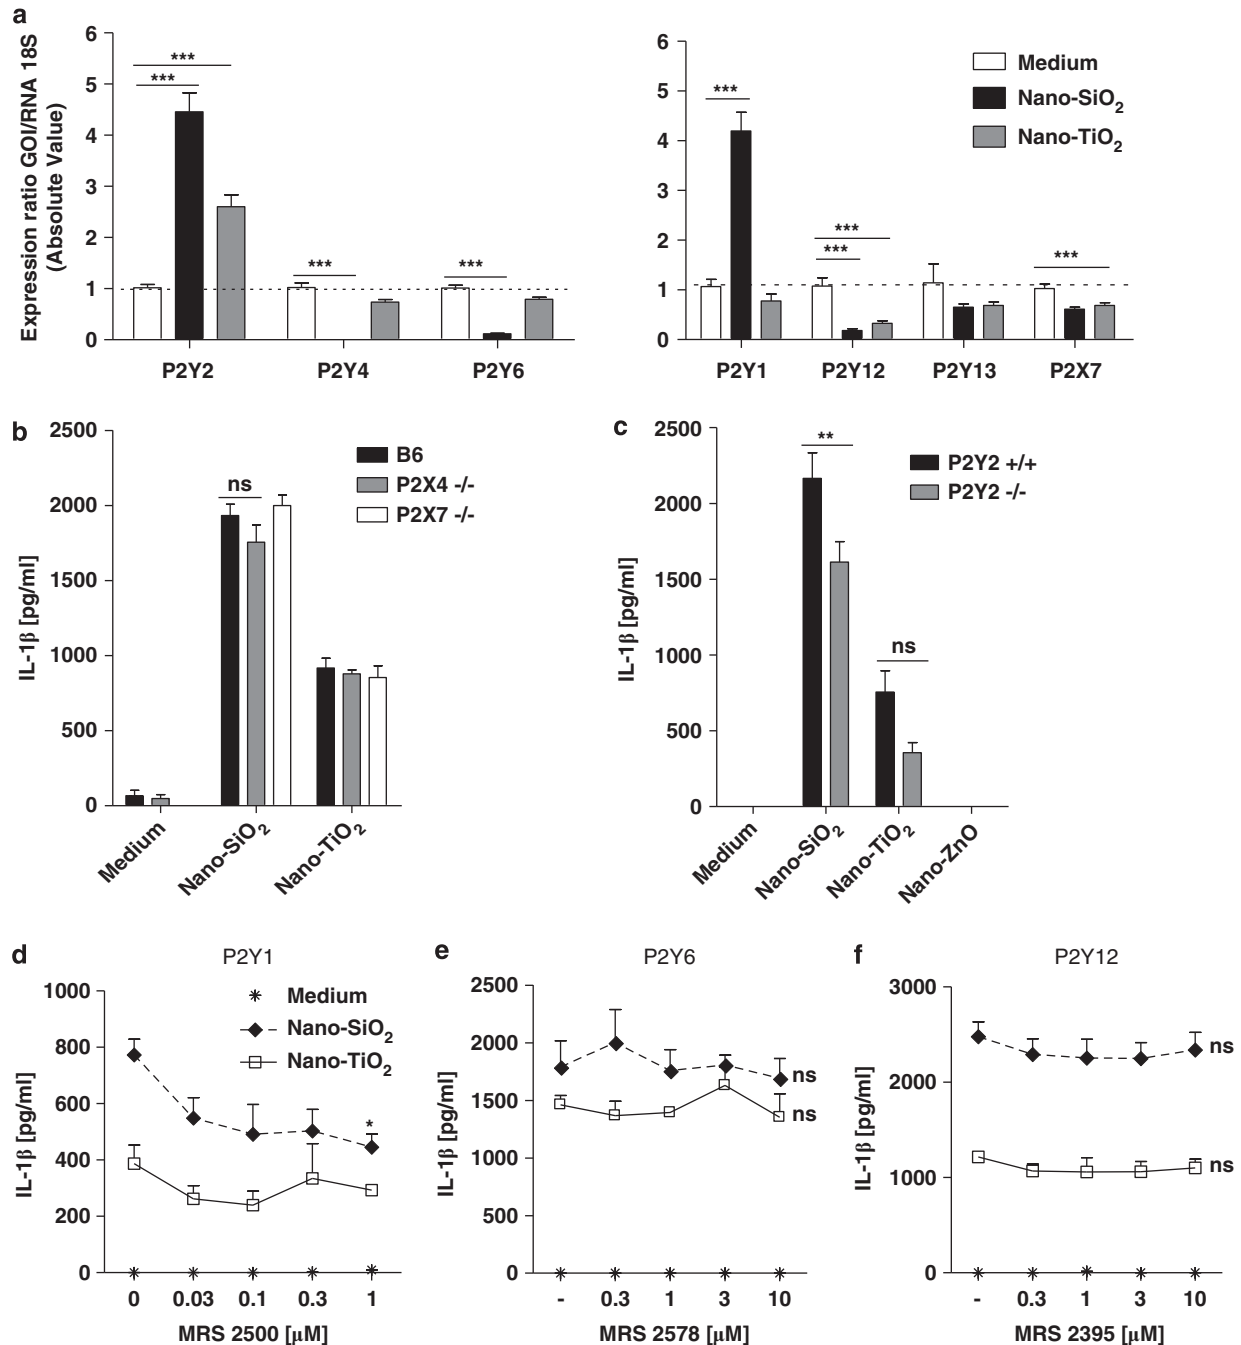 a
Expression ratio GOI/RNA 18S
(Absolute Value)
6
5
4
3
2
1
0
***
***
***
***
P2Y2
P2Y4
P2Y6
6
5
4
3
2
1
0
***
***
***
***
P2Y1
P2Y12
P2Y13
P2X7
Medium
Nano-SiO2
Nano-TiO2
b
IL-1β [pg/ml]
2500
2000
1500
1000
500
0
ns
B6
P2X4 -/-
P2X7 -/-
Medium
Nano-SiO2
Nano-TiO2
c
IL-1β [pg/ml]
2500
2000
1500
1000
500
0
**
ns
P2Y2 +/+
P2Y2 -/-
Medium
Nano-SiO2
Nano-TiO2
Nano-ZnO
d
P2Y1
IL-1β [pg/ml]
1000
800
600
400
200
0
Medium
Nano-SiO2
Nano-TiO2
*
0 0.03 0.1 0.3 1
MRS 2500 [μM]
e
P2Y6
IL-1β [pg/ml]
2500
2000
1500
1000
500
0
ns
ns
- 0.3 1 3 10
MRS 2578 [μM]
f
P2Y12
IL-1β [pg/ml]
3000
2000
1000
0
ns
ns
- 0.3 1 3 10
MRS 2395 [μM]